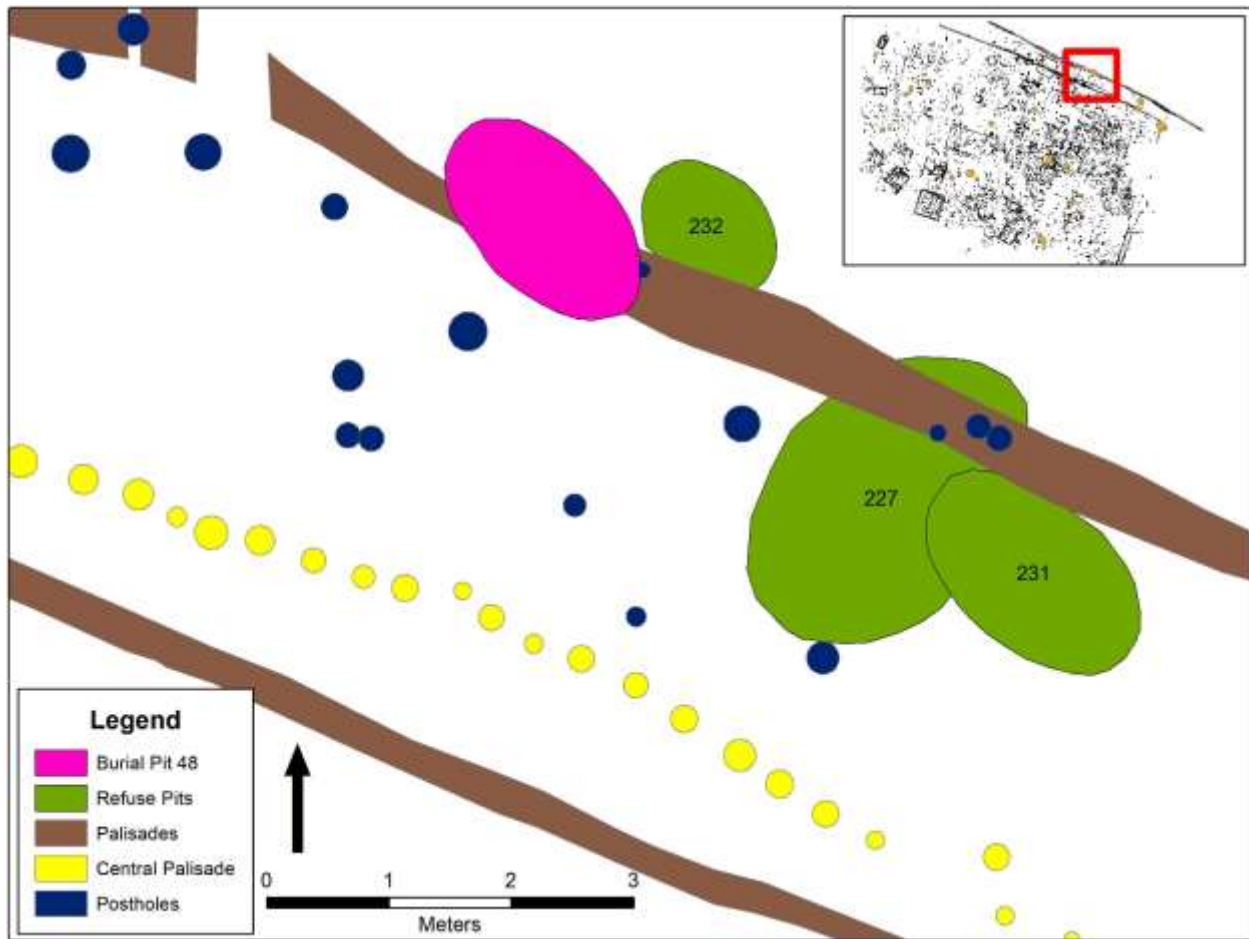 232
227
231
Legend
Burial Pit 48
Refuse Pits
Palisades
Central Palisade
Postholes
0 1 2 3
Meters